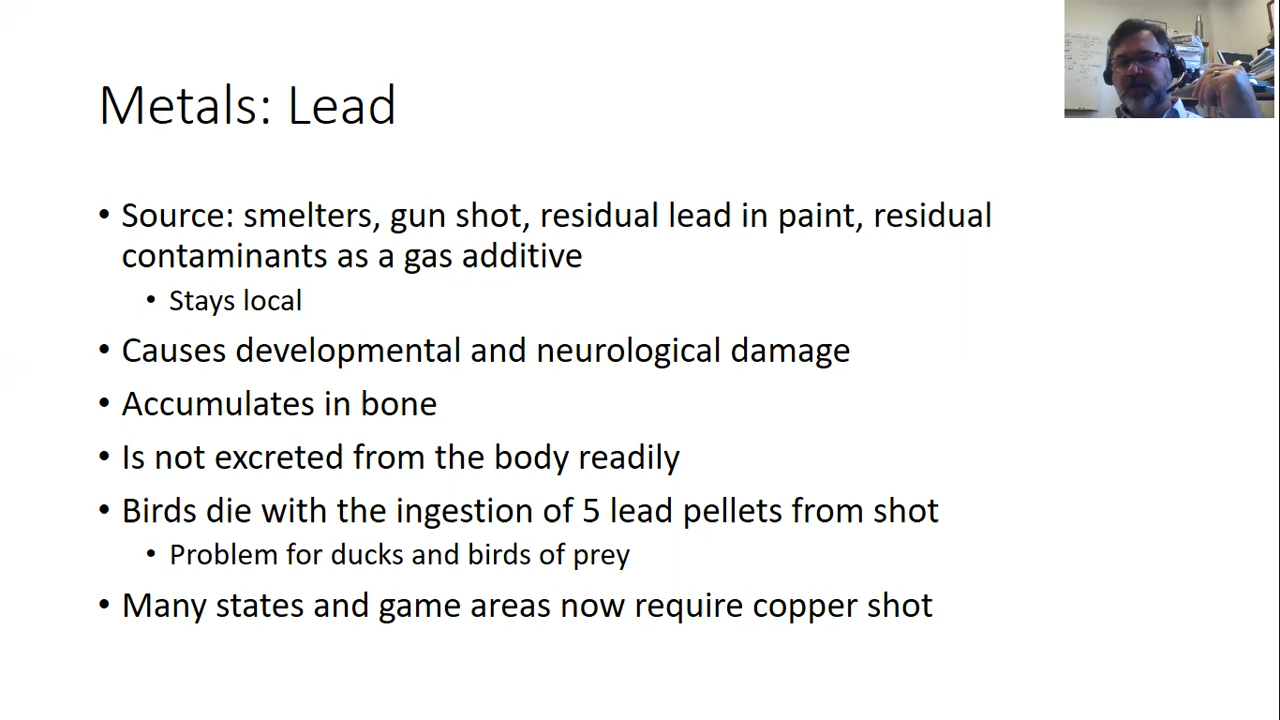 Metals: Lead
• Source: smelters, gun shot, residual lead in paint, residual
contaminants as a gas additive
• Stays local
• Causes developmental and neurological damage
• Accumulates in bone
• Is not excreted from the body readily
• Birds die with the ingestion of 5 lead pellets from shot
• Problem for ducks and birds of prey
• Many states and game areas now require copper shot